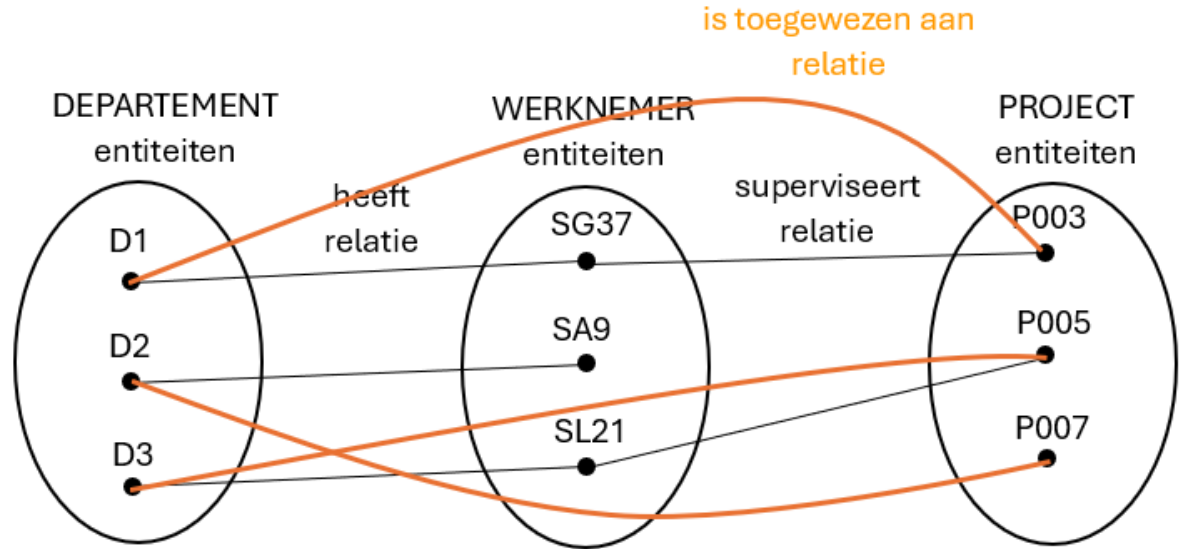 is toegewezen aan
relatie
DEPARTEMENT
entiteiten
WERKNEMER
entiteiten
PROJECT
entiteiten
heeft
relatie
superviseert
relatie
D1
SG37
P003
D2
SA9
P005
D3
SL21
P007